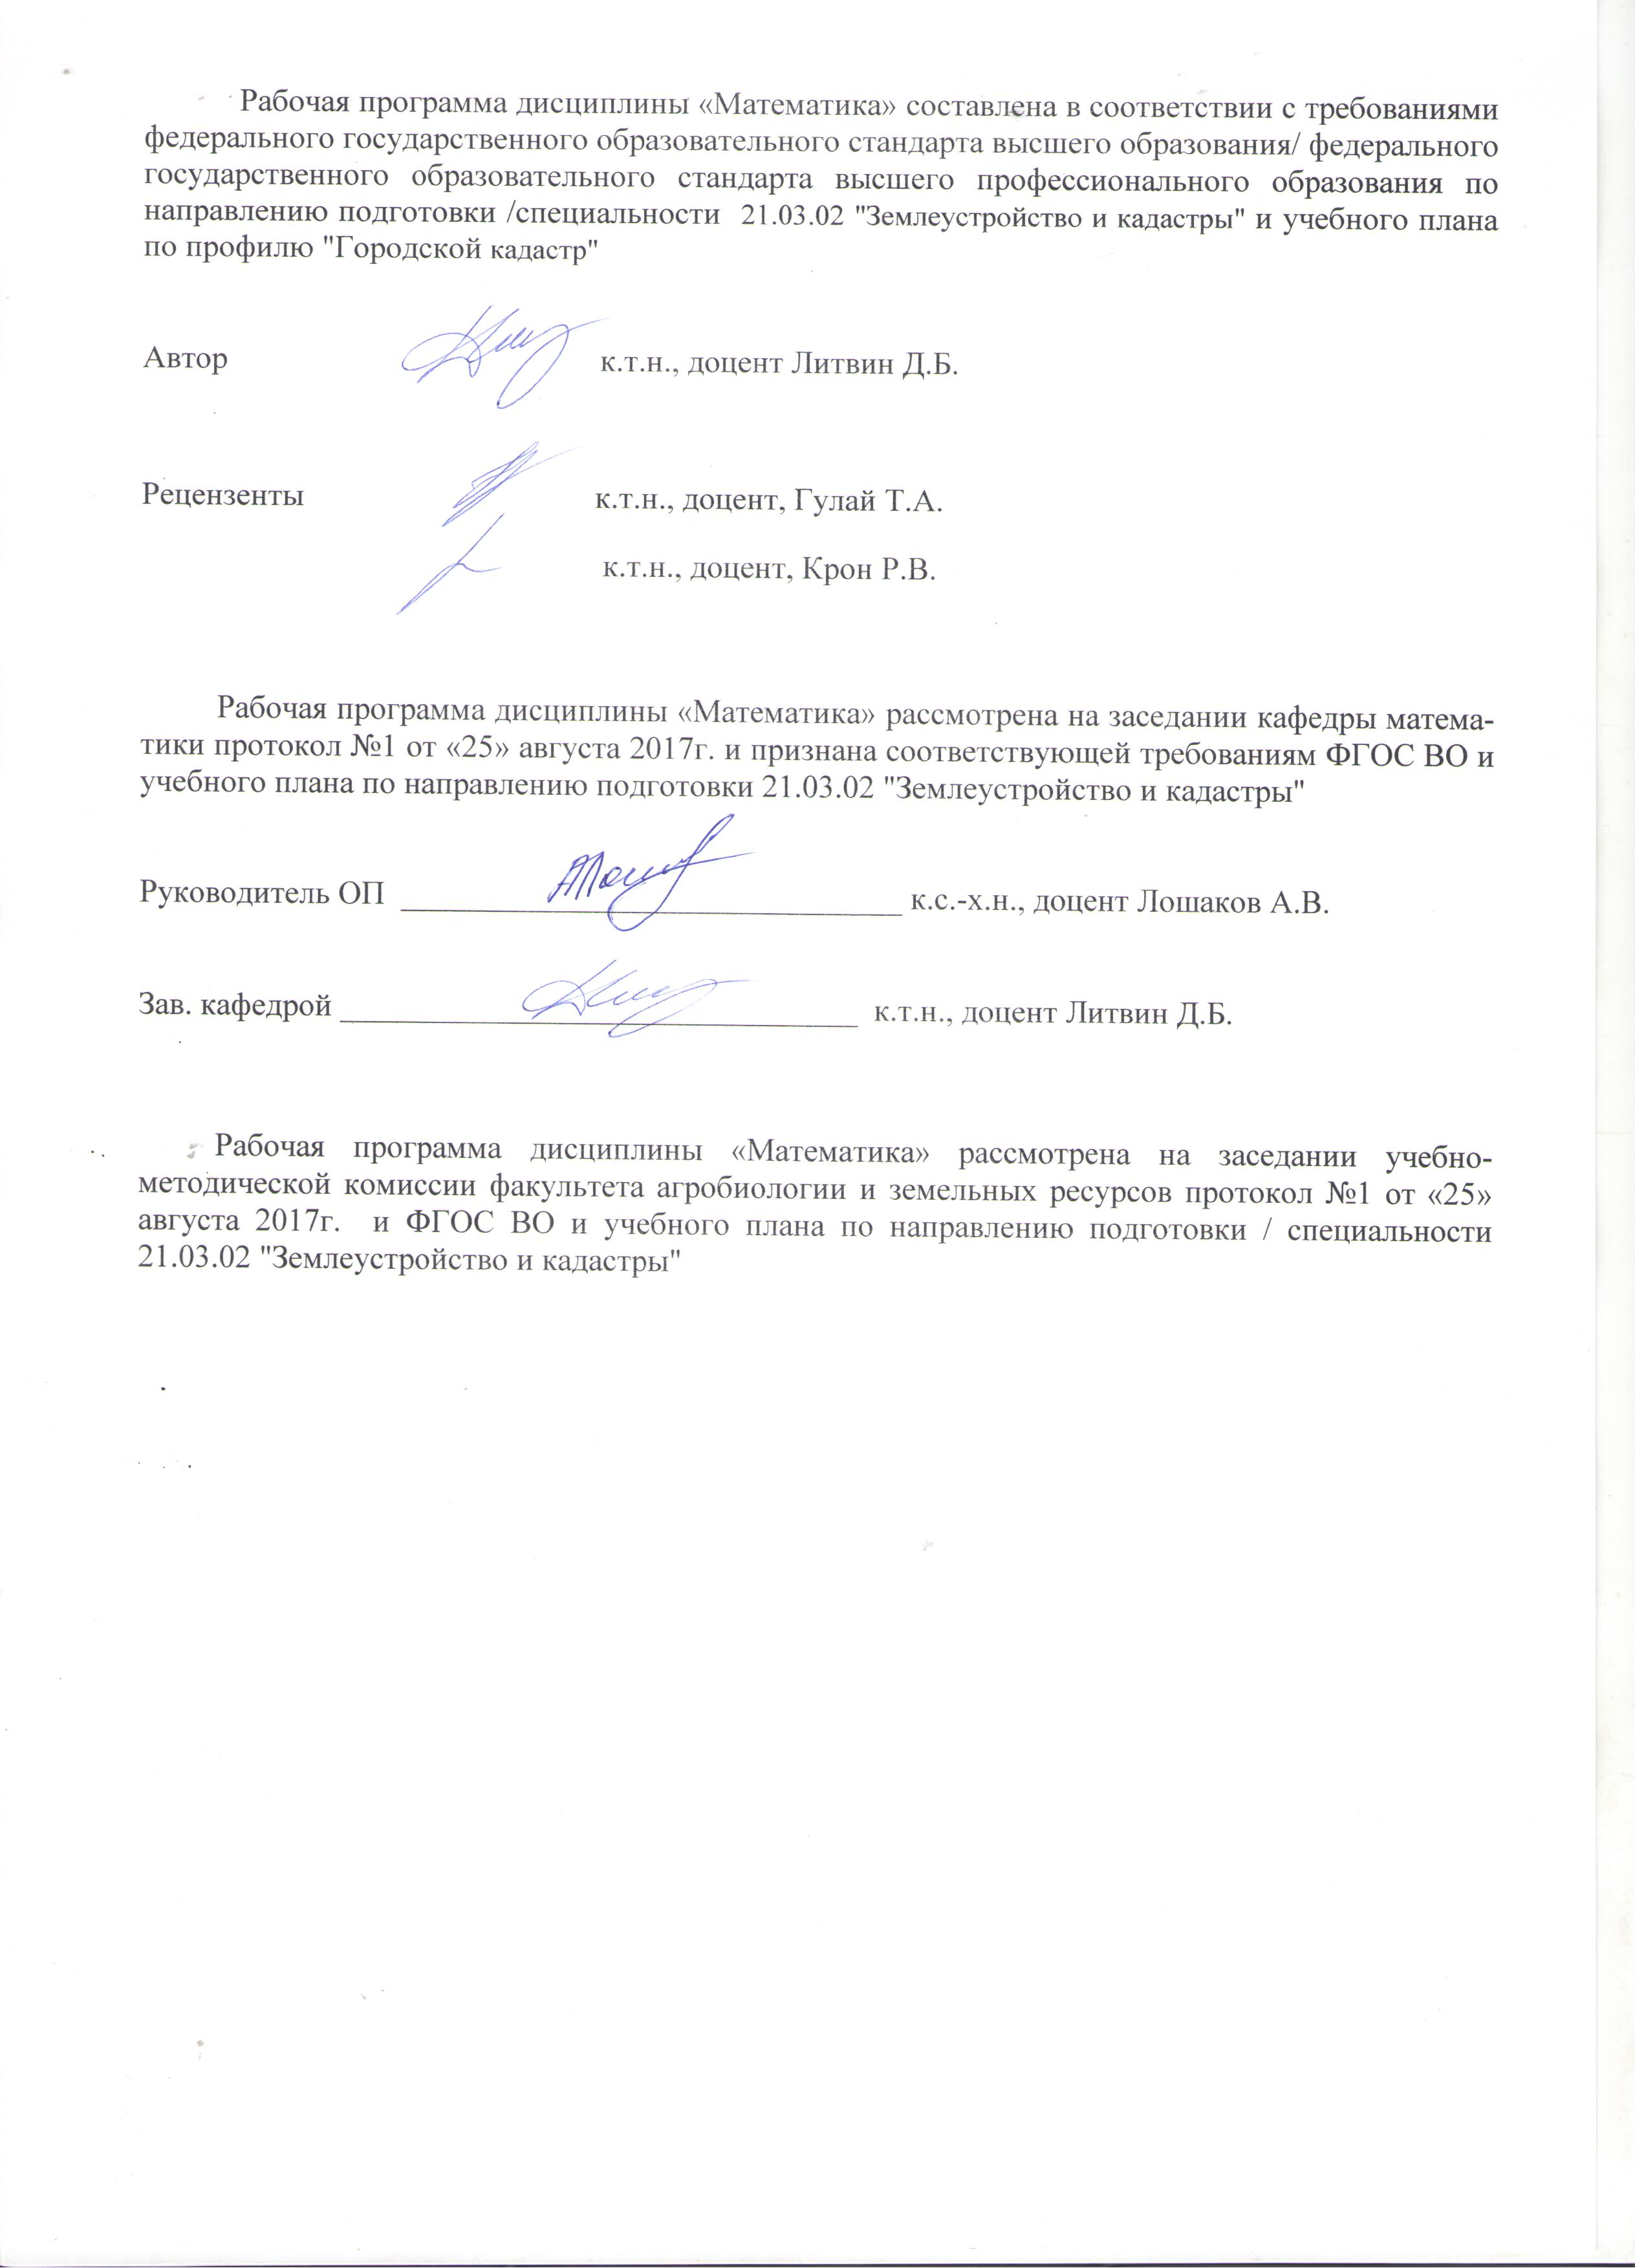 Рабочая программа дисциплины «Математика» составлена в соответствии с требованиями
федерального государственного образовательного стандарта высшего образования/ федерального
государственного образовательного стандарта высшего профессионального образования по
направлению подготовки /специальности 21.03.02 "Землеустройство и кадастры" и учебного плана
по профилю "Городской кадастр"
Автор к.т.н., доцент Литвин Д.Б.
Рецензенты к.т.н., доцент, Гулай Т.А.
к.т.н., доцент, Крон Р.В.
Рабочая программа дисциплины «Математика» рассмотрена на заседании кафедры матема-
тики протокол №1 от «25» августа 2017г. и признана соответствующей требованиям ФГОС ВО и
учебного плана по направлению подготовки 21.03.02 "Землеустройство и кадастры"
Руководитель ОП к.с.-х.н., доцент Лошаков А.В.
Зав. кафедрой к.т.н., доцент Литвин Д.Б.
Рабочая программа дисциплины «Математика» рассмотрена на заседании учебно-
методической комиссии факультета агробиологии и земельных ресурсов протокол №1 от «25»
августа 2017г. и ФГОС ВО и учебного плана по направлению подготовки / специальности
21.03.02 "Землеустройство и кадастры"